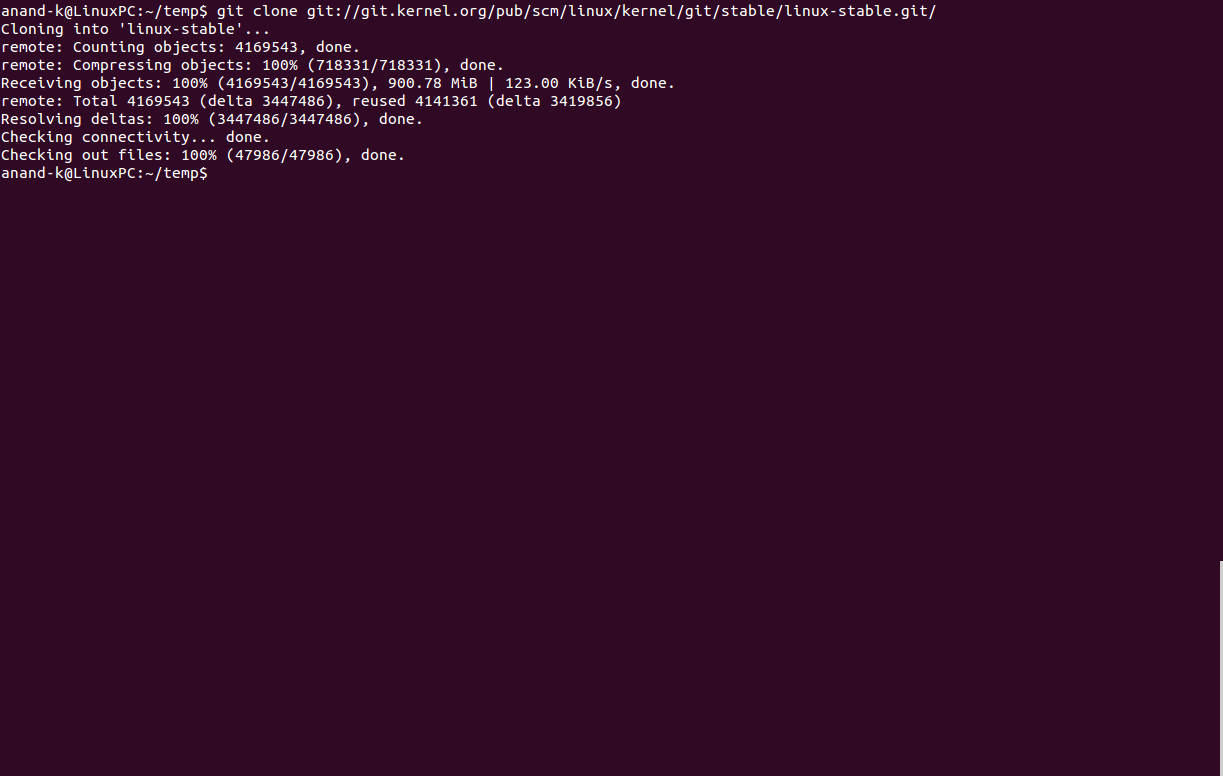 anand-k@LinuxPC:~/temp$ git clone git://git.kernel.org/pub/scm/linux/kernel/git/stable/linux-stable.git/
Cloning into 'linux-stable'...
remote: Counting objects: 4169543, done.
remote: Compressing objects: 100% (718331/718331), done.
Receiving objects: 100% (4169543/4169543), 900.78 MiB | 123.00 KiB/s, done.
remote: Total 4169543 (delta 3447486), reused 4141361 (delta 3419856)
Resolving deltas: 100% (3447486/3447486), done.
Checking connectivity... done.
Checking out files: 100% (47986/47986), done.
anand-k@LinuxPC:~/temp$